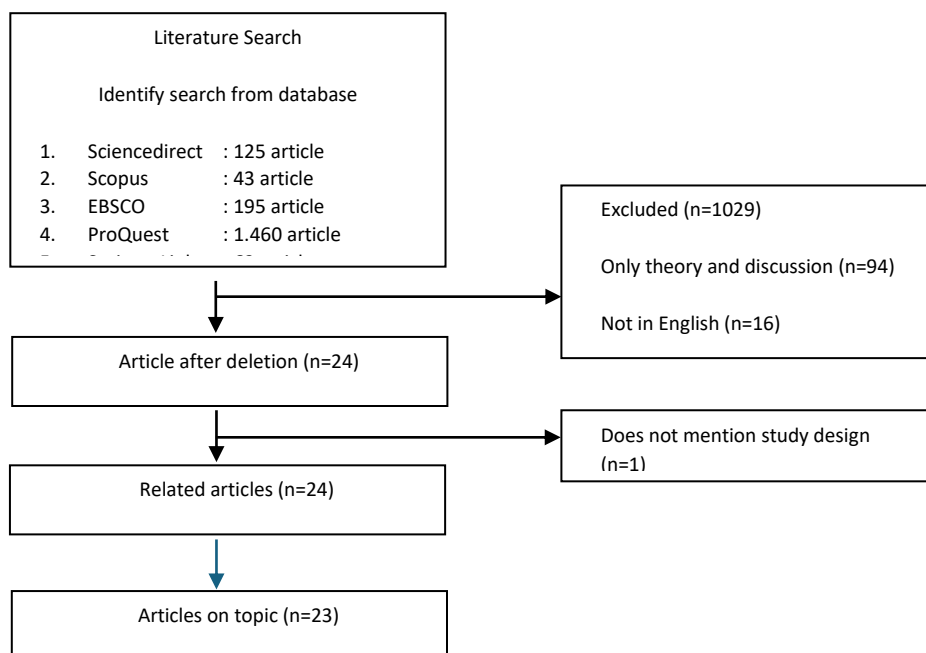 Literature Search
Identify search from database
1. Sciencedirect : 125 article
2. Scopus : 43 article
3. EBSCO : 195 article
4. ProQuest : 1.460 article
Excluded (n=1029)
Only theory and discussion (n=94)
Not in English (n=16)
Article after deletion (n=24)
Does not mention study design
(n=1)
Related articles (n=24)
Articles on topic (n=23)